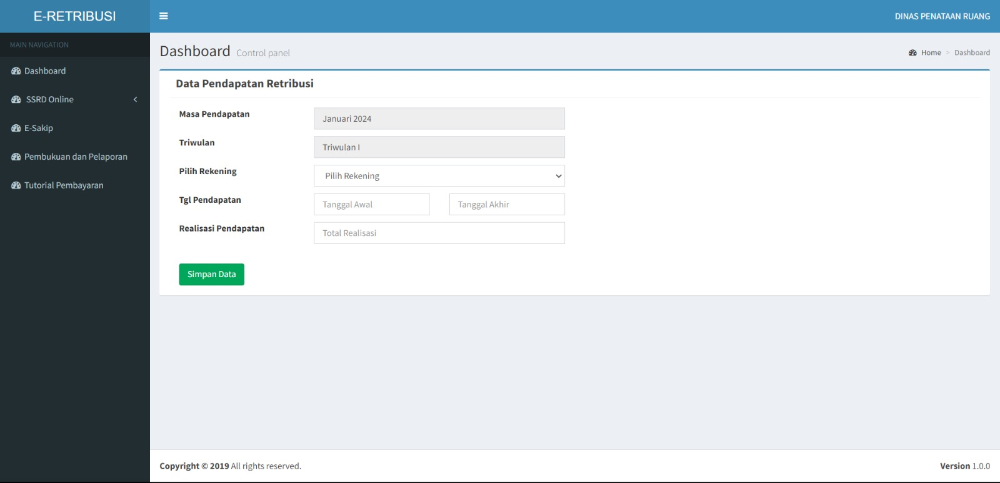 E-RETRIBUSI
DINAS PENATAAN RUANG
MAIN NAVIGATION
Dashboard
SSRD Online
E-Sakip
Pembukuan dan Pelaporan
Tutorial Pembayaran
Dashboard Control panel
Home > Dashboard
Data Pendapatan Retribusi
Masa Pendapatan
Januari 2024
Triwulan
Triwulan I
Pilih Rekening
Pilih Rekening
Tgl Pendapatan
Tanggal Awal
Tanggal Akhir
Realisasi Pendapatan
Total Realisasi
Simpan Data
Copyright © 2019 All rights reserved.
Version 1.0.0